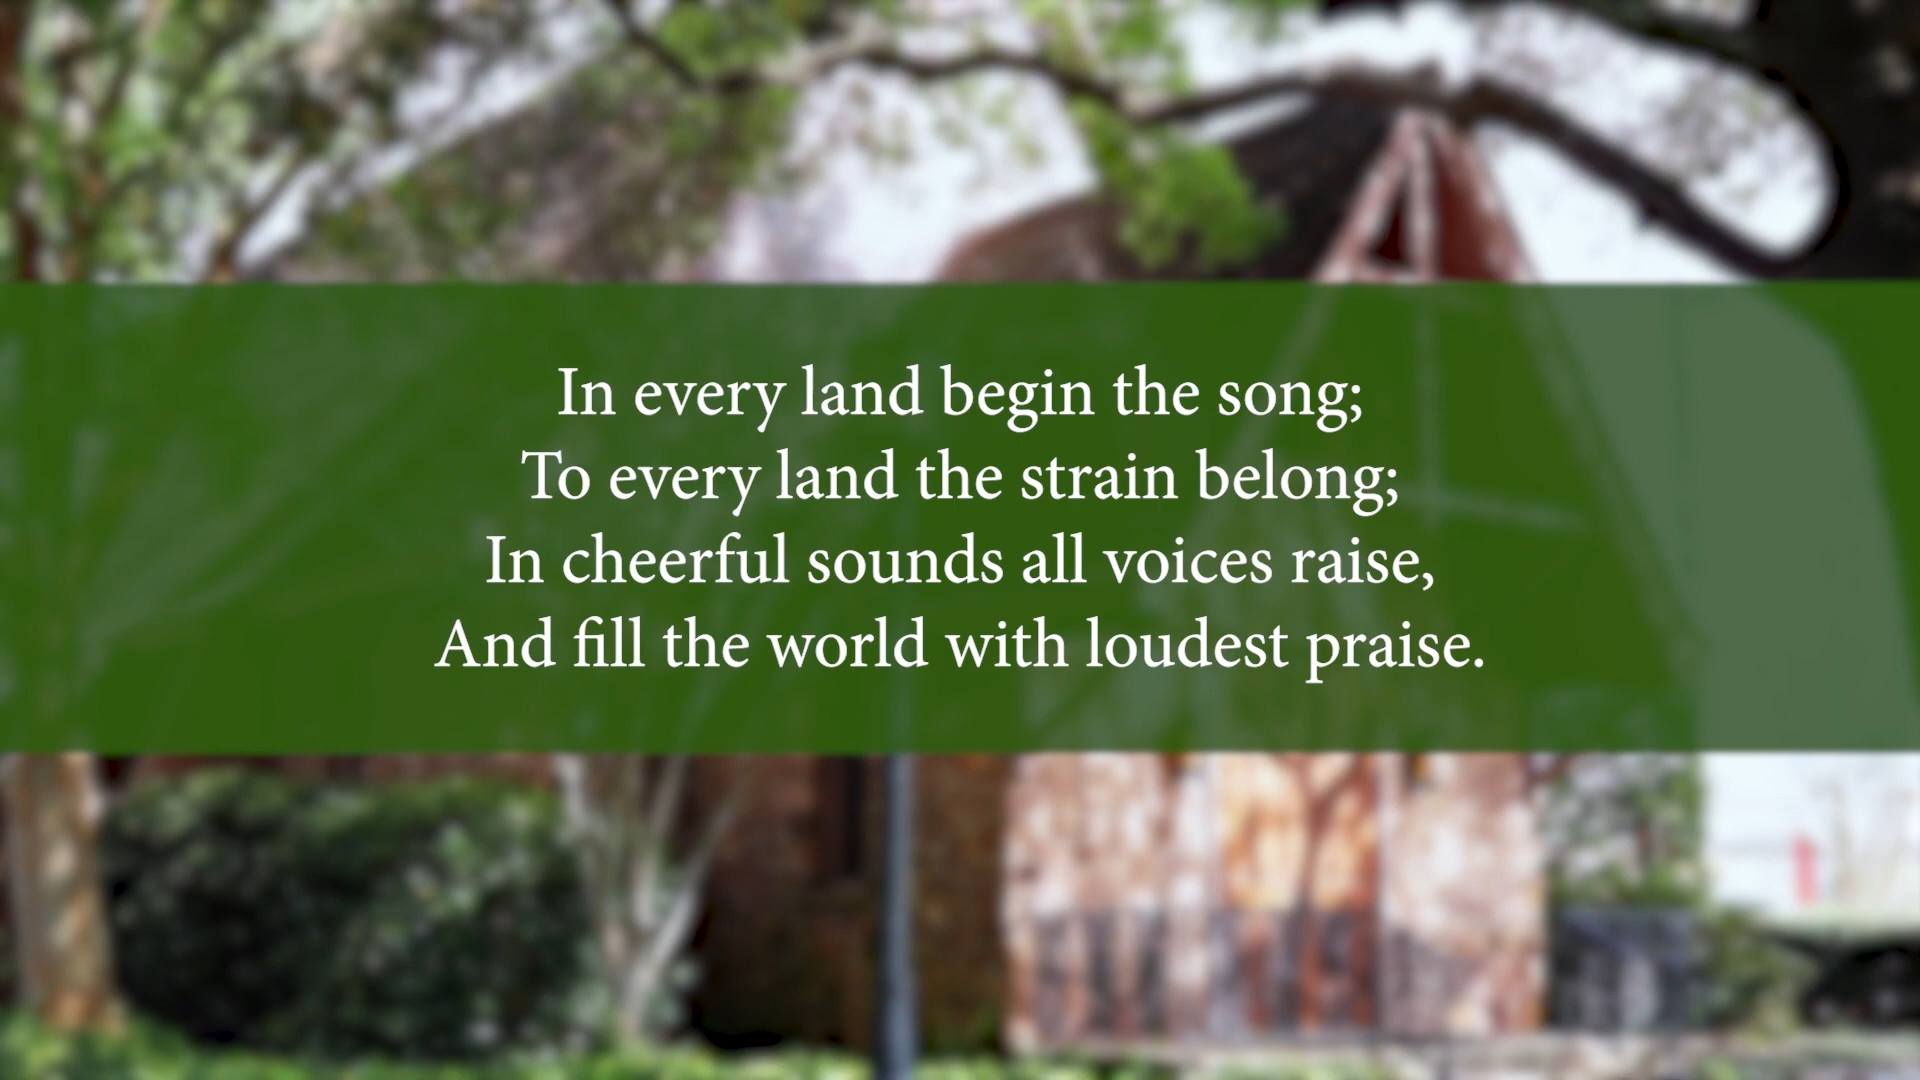 In every land begin the song;
To every land the strain belong;
In cheerful sounds all voices raise,
And fill the world with loudest praise.